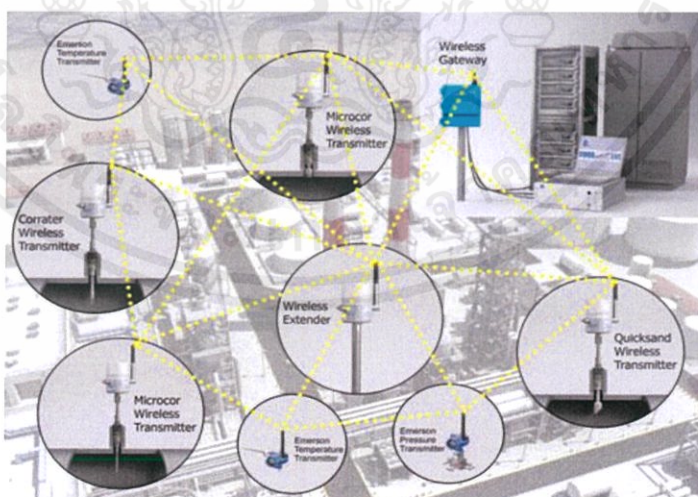 Emerson
Temperature
Transmitter
Microcor
Wireless
Transmitter
Wireless
Gateway
Corrater
Wireless
Transmitter
Wireless
Extender
Quicksand
Wireless
Transmitter
Microcor
Wireless
Transmitter
Emerson
Temperature
Transmitter
Emerson
Pressure
Transmitter